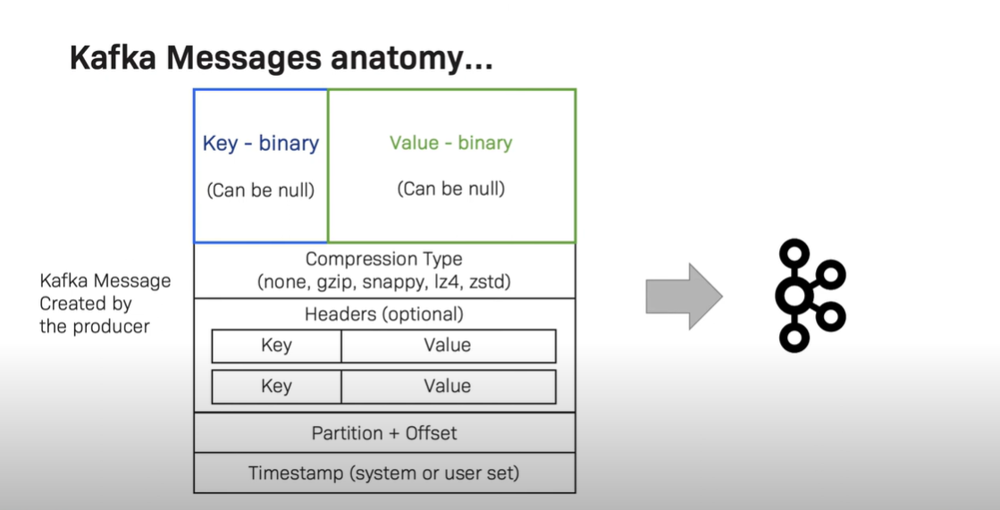 Kafka Messages anatomy...
Key - binary
(Can be null)
Value - binary
(Can be null)
Kafka Message
Created by
the producer
Compression Type
(none, gzip, snappy, lz4, zstd)
Headers (optional)
Key
Value
Key
Value
Partition + Offset
Timestamp (system or user set)